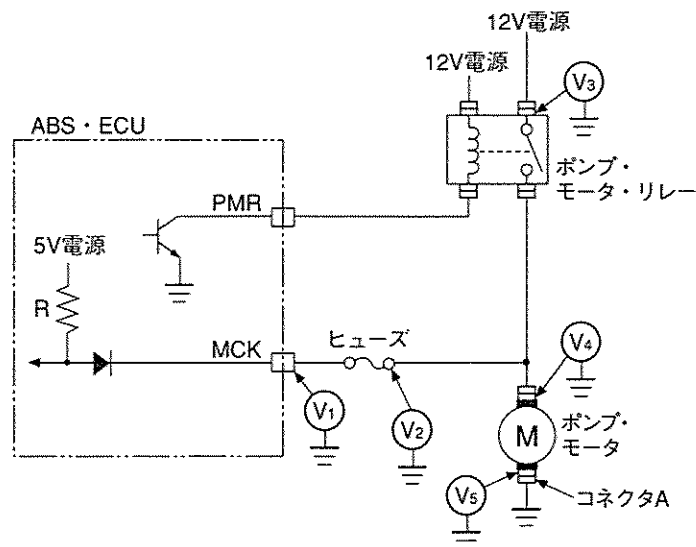 12V電源
12V電源
V3
ABS・ECU
ポンプ・
モータ・リレー
PMR
5V電源
R
MCK
ヒューズ
V4
V1
V2
M
ポンプ・
モータ
V5
コネクタA